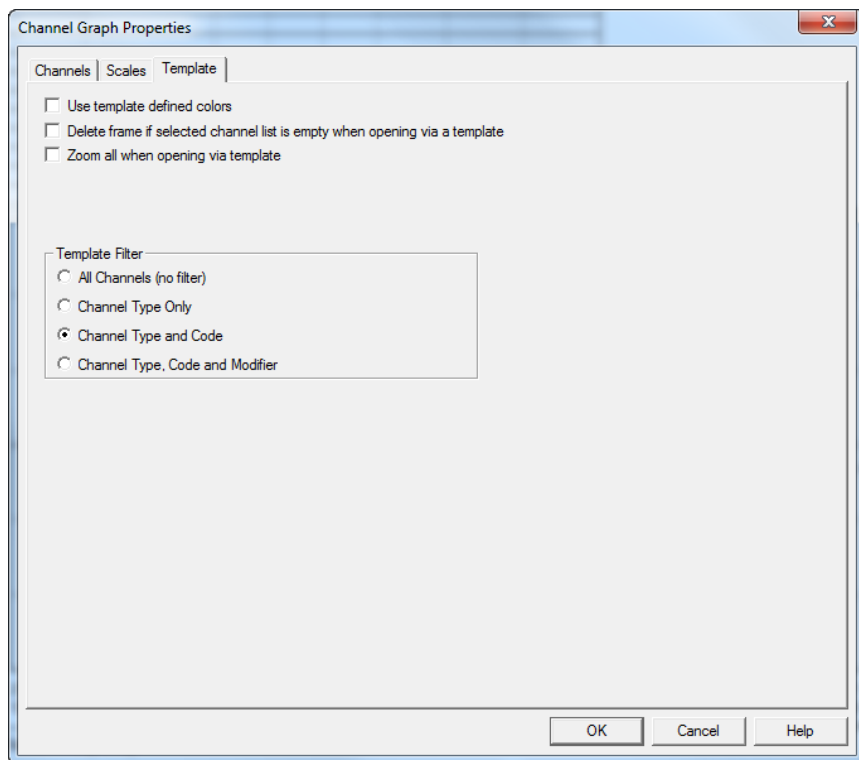 Channel Graph Properties
Channels Scales Template
Use template defined colors
Delete frame if selected channel list is empty when opening via a template
Zoom all when opening via template
Template Filter
All Channels (no filter)
Channel Type Only
Channel Type and Code
Channel Type, Code and Modifier
OK Cancel Help